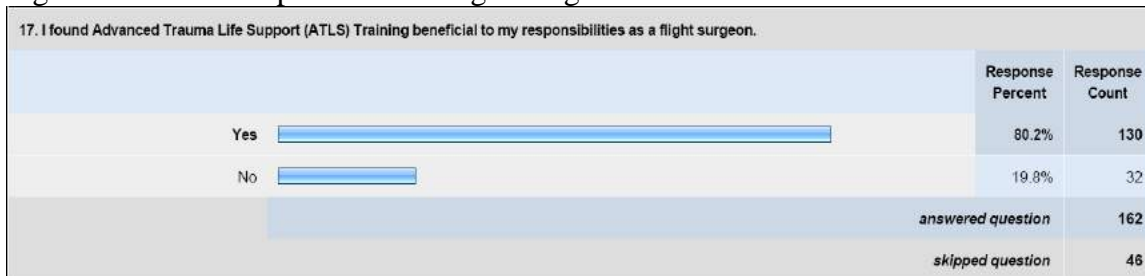 17. I found Advanced Trauma Life Support (ATLS) Training beneficial to my responsibilities as a flight surgeon.
Response Percent
Response Count
Yes 80.2% 130
No 19.8% 32
answered question 162
skipped question 46